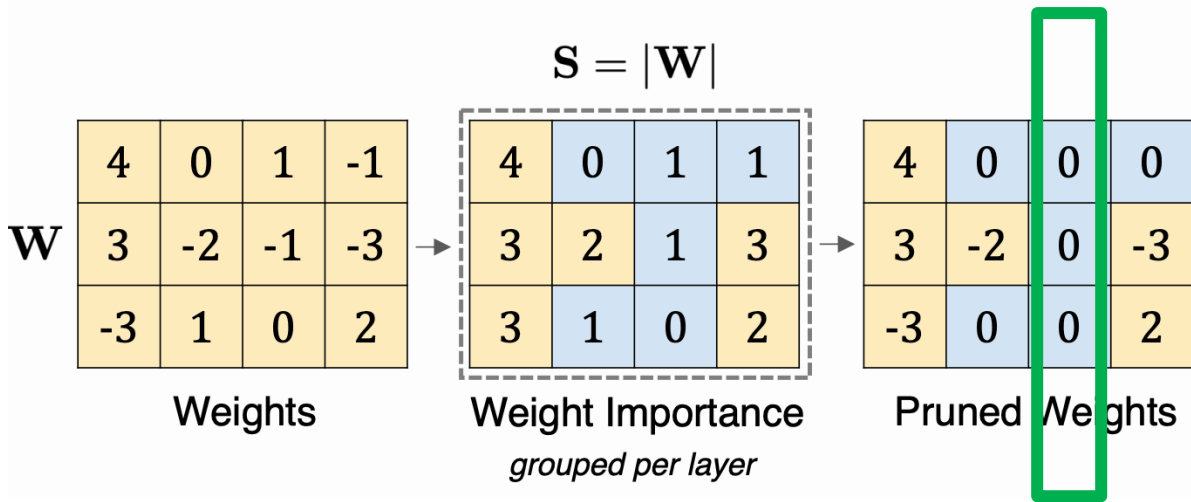 S = |W|
4 0 1 -1 4 0 1 1 4 0 0 0
W 3 -2 -1 -3 3 2 1 3 3 -2 0 -3
-3 1 0 2 3 1 0 2 -3 0 0 2
Weights Weight Importance Pruned Weights
grouped per layer